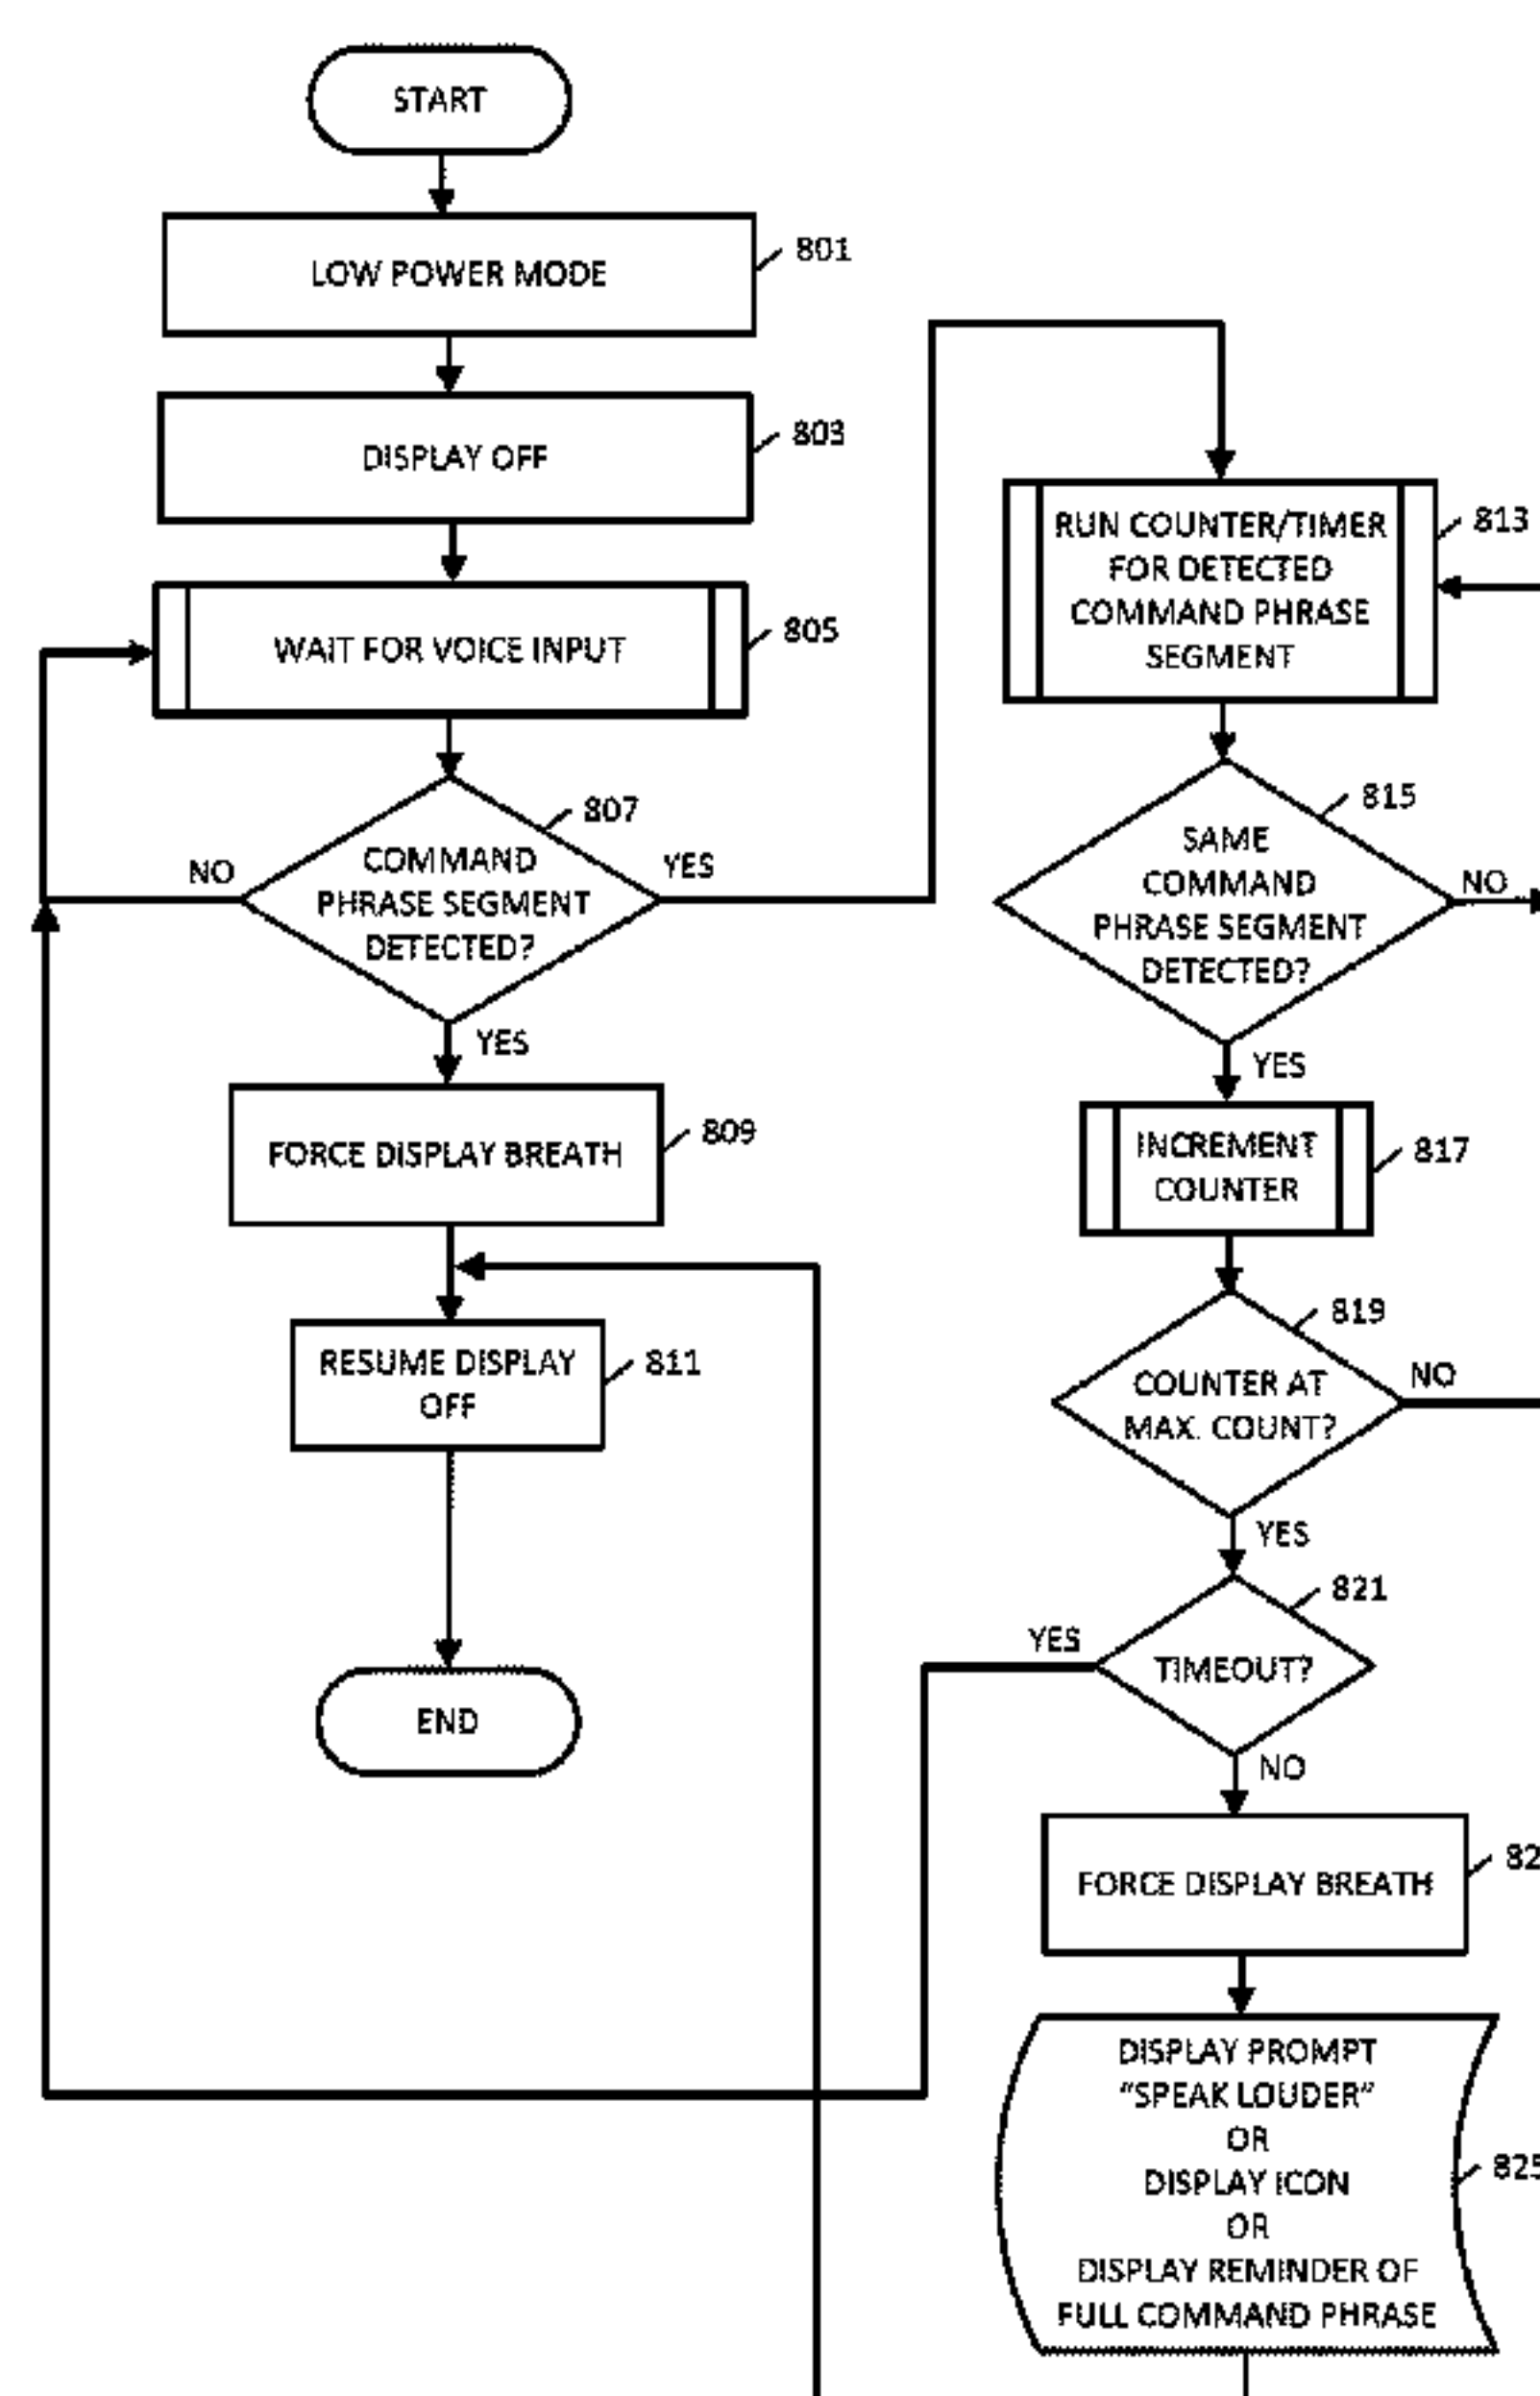 START
LOW POWER MODE
801
DISPLAY OFF
803
WAIT FOR VOICE INPUT
805
807
COMMAND
PHRASE SEGMENT
DETECTED?
NO
YES
YES
FORCE DISPLAY BREATH
809
RESUME DISPLAY
OFF
811
END
RUN COUNTER/TIMER
FOR DETECTED
COMMAND PHRASE
SEGMENT
813
815
SAME
COMMAND
PHRASE SEGMENT
DETECTED?
NO
YES
INCREMENT
COUNTER
817
819
COUNTER AT
MAX. COUNT?
NO
YES
821
TIMEOUT?
YES
NO
FORCE DISPLAY BREATH
82
DISPLAY PROMPT
“SPEAK LOUDER”
OR
DISPLAY ICON
OR
DISPLAY REMINDER OF
FULL COMMAND PHRASE
825